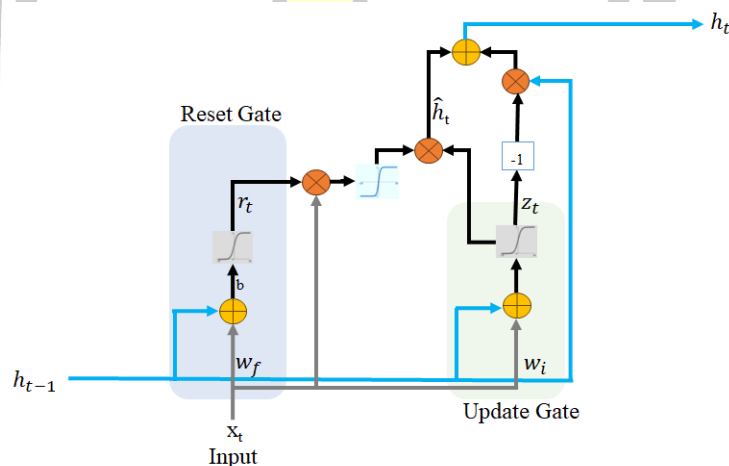 h_t
Reset Gate
ĥ_t
-1
r_t
z_t
b
w_f
w_i
h_{t−1}
Update Gate
x_t
Input